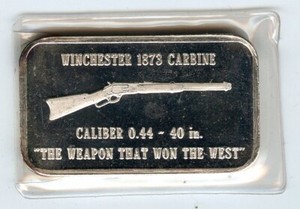 WINCHESTER 1873 CARBINE
CALIBER 0.44 - 40 in.
"THE WEAPON THAT WON THE WEST"